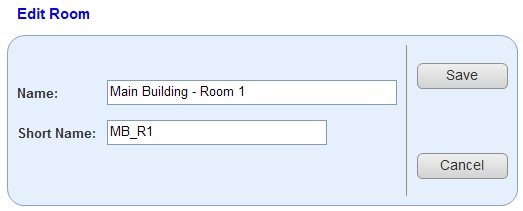 Edit Room
Name: Main Building - Room 1
Save
Short Name: MB_R1
Cancel